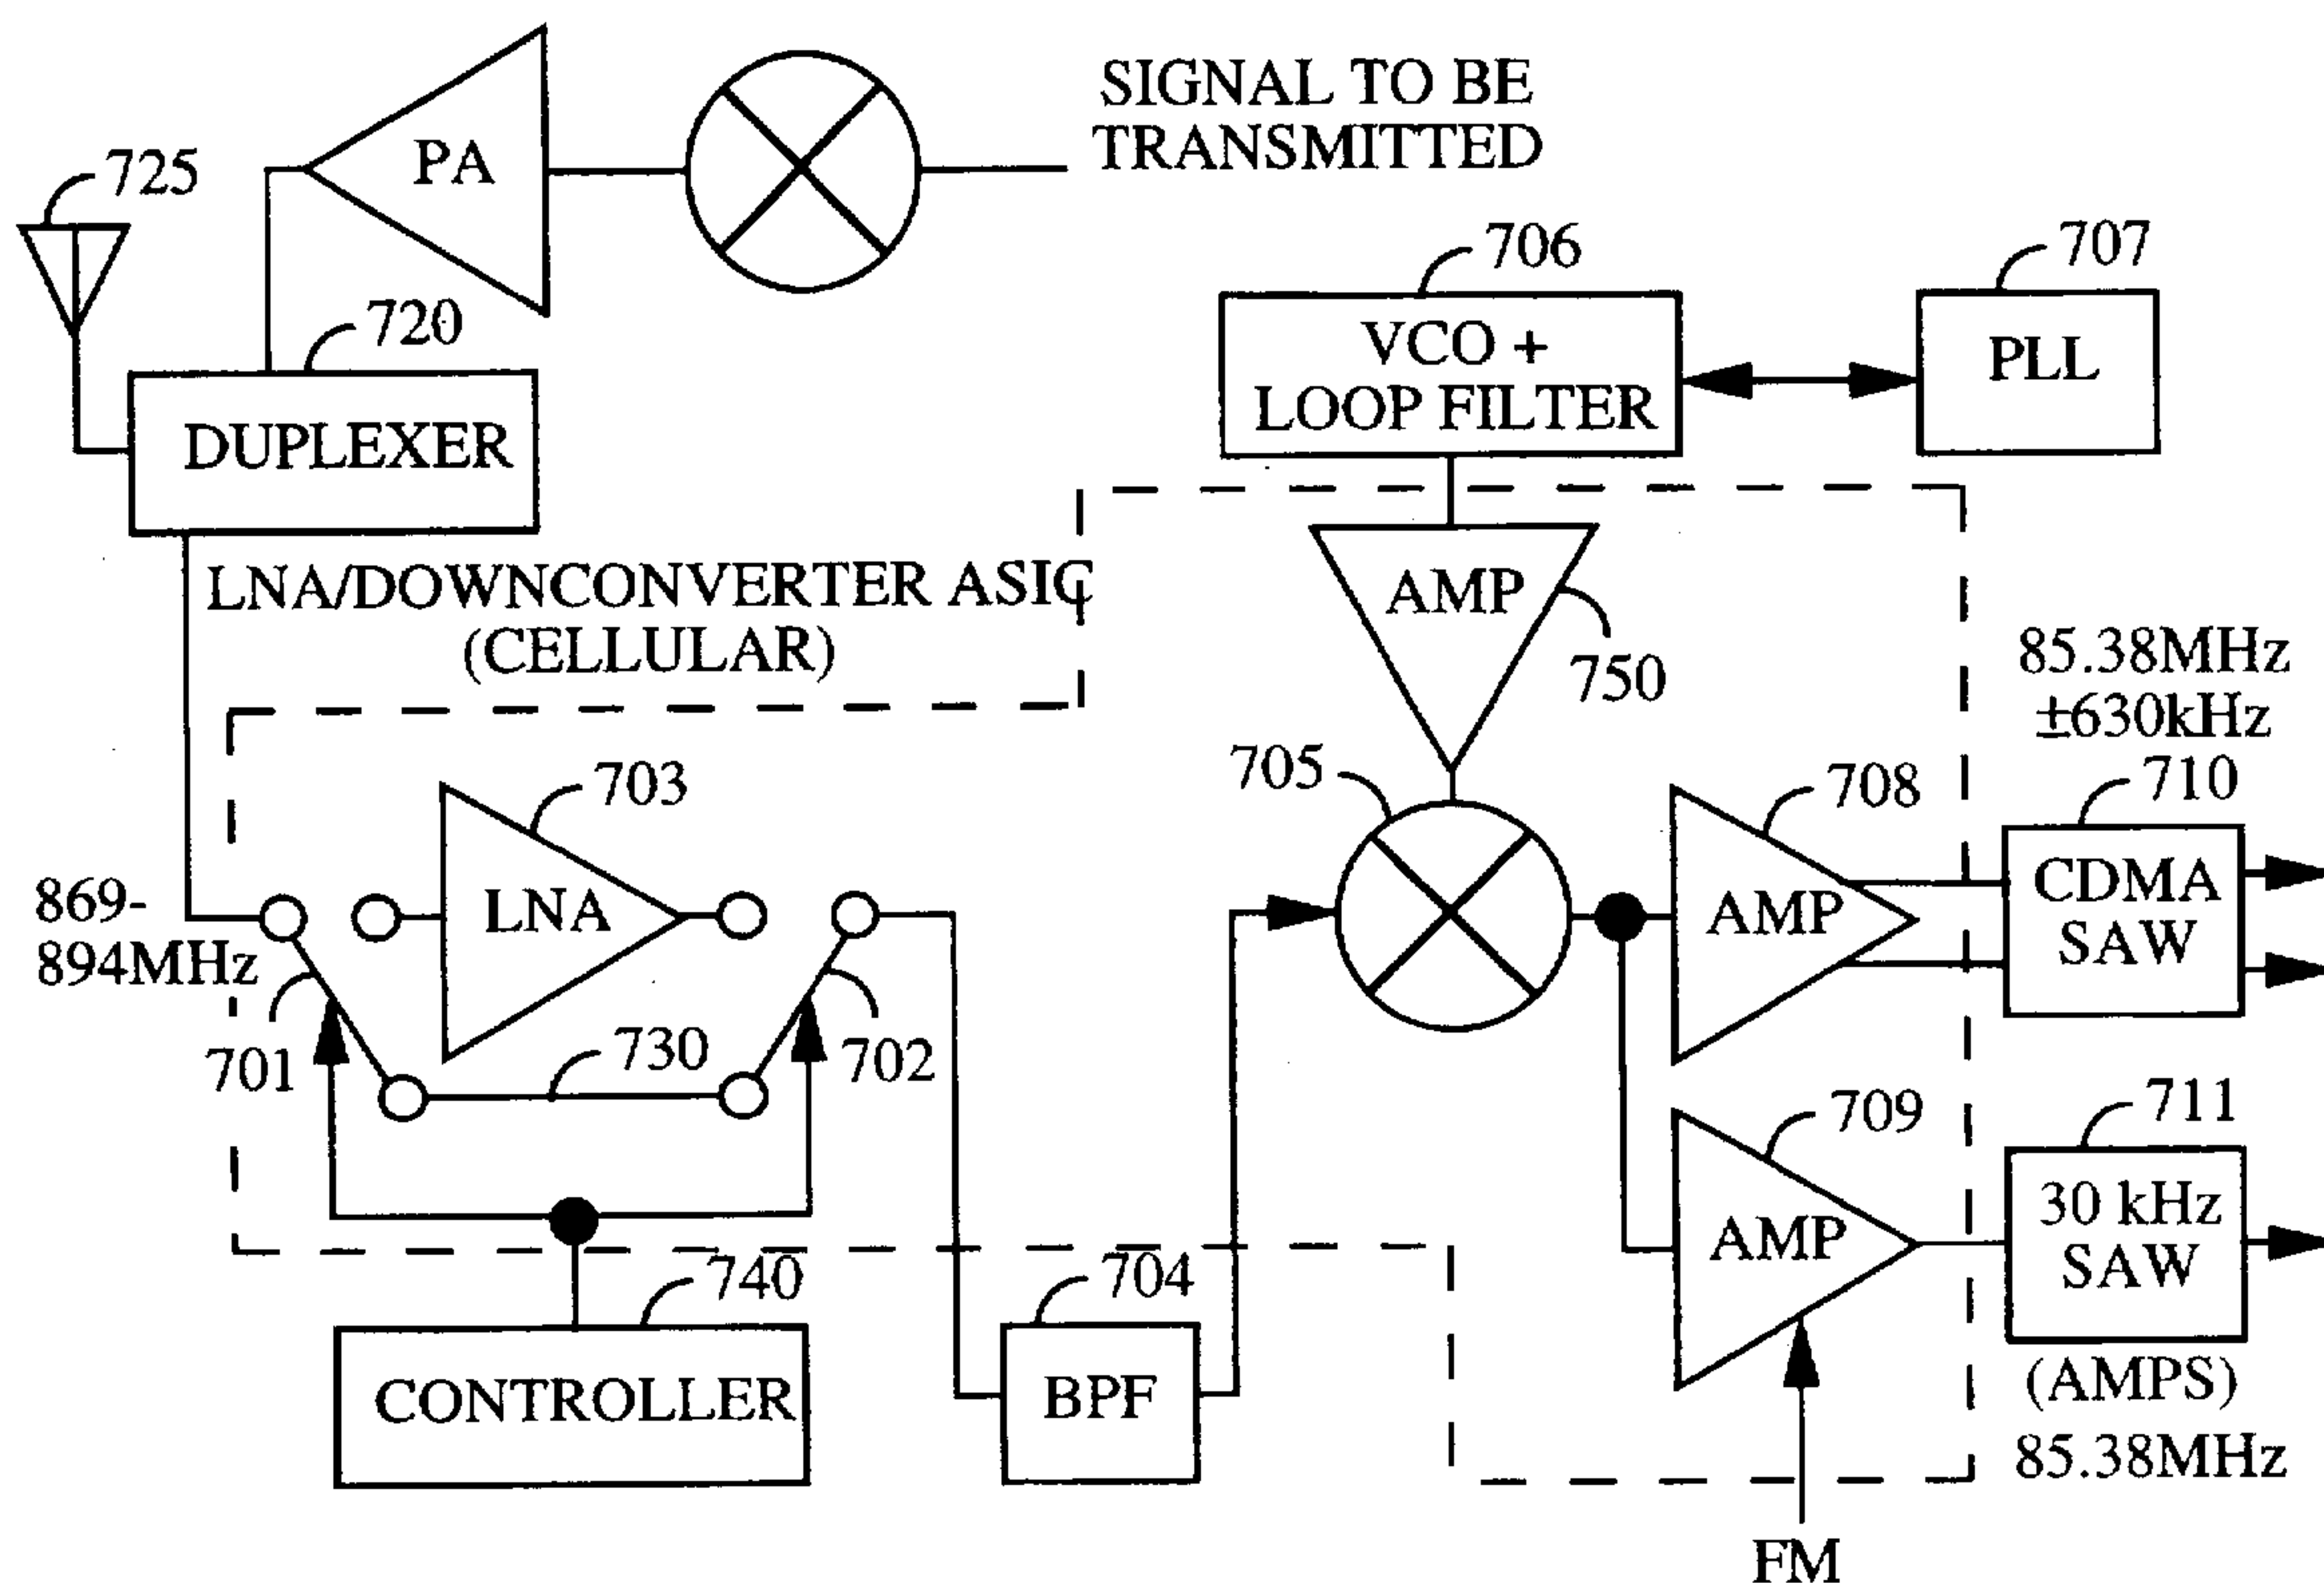 SIGNAL TO BE
TRANSMITTED
PA
725
706
707
720
VCO +
LOOP FILTER
PLL
DUPLEXER
LNA/DOWNCONVERTER ASIC
(CELLULAR)
AMP
750
85.38MHz
±630kHz
705
703
708
710
869-
894MHz
LNA
AMP
CDMA
SAW
701
730
702
709
711
AMP
30 kHz
SAW
740
704
CONTROLLER
BPF
(AMPS)
85.38MHz
FM